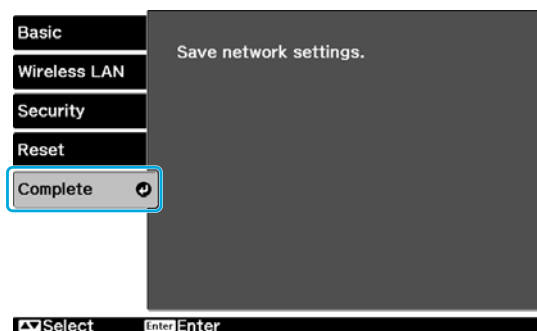 Basic
Save network settings.
Wireless LAN
Security
Reset
Complete
Select Enter Enter